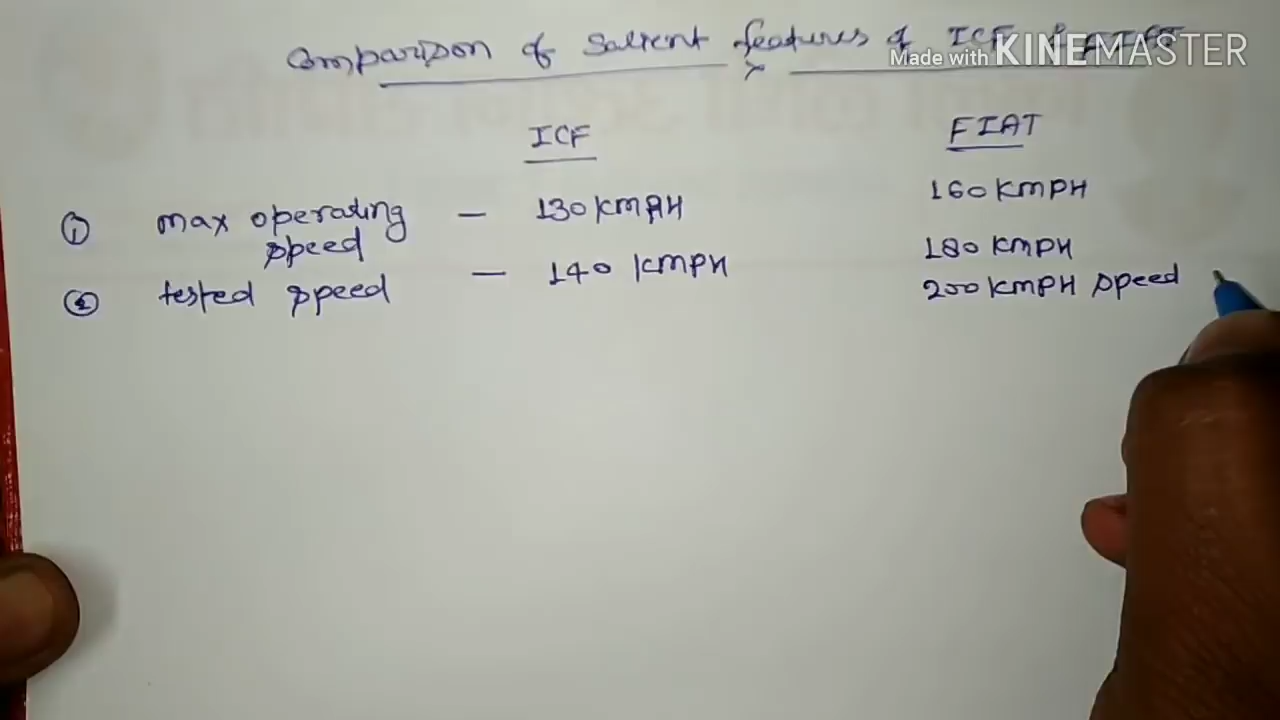 Comparison of Salient features of ICF
Made with KINEMASTER
ICF FIAT
① max operating speed — 130 KMPH 160 KMPH
② tested speed — 140 KMPH 180 KMPH
200 KMPH speed